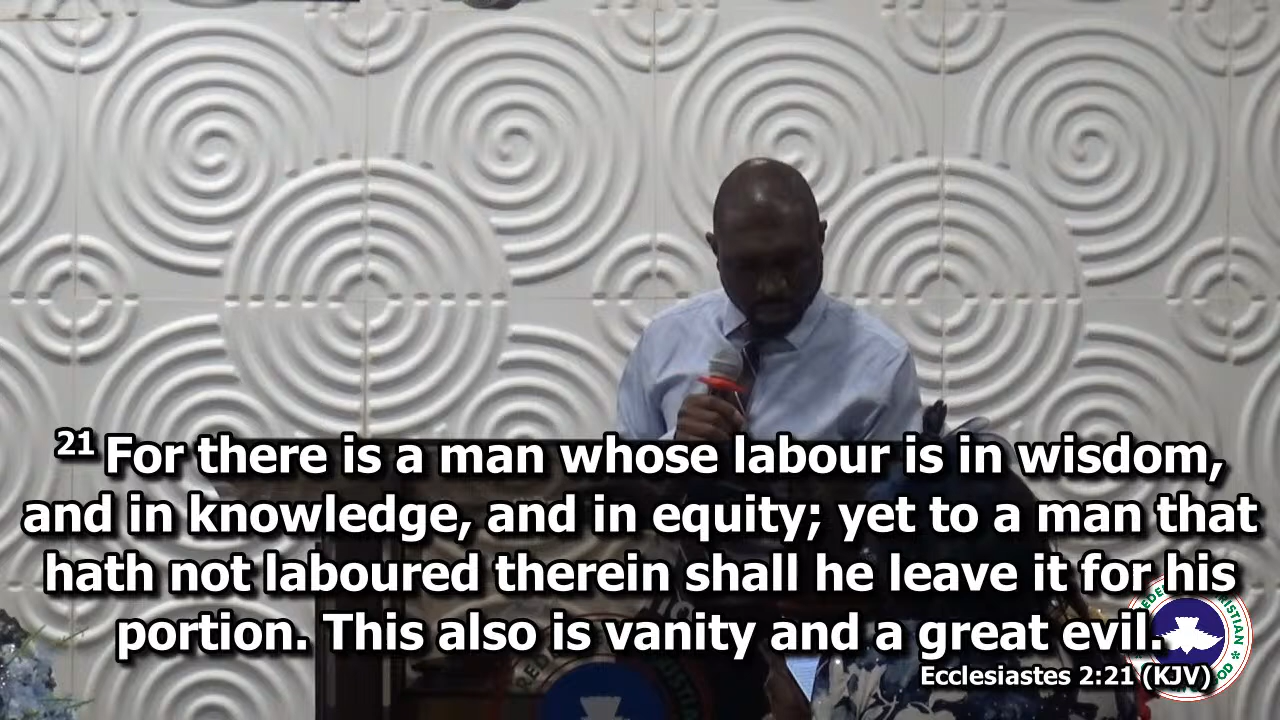 21 For there is a man whose labour is in wisdom,
and in knowledge, and in equity; yet to a man that
hath not laboured therein shall he leave it for his
portion. This also is vanity and a great evil.
Ecclesiastes 2:21 (KJV)